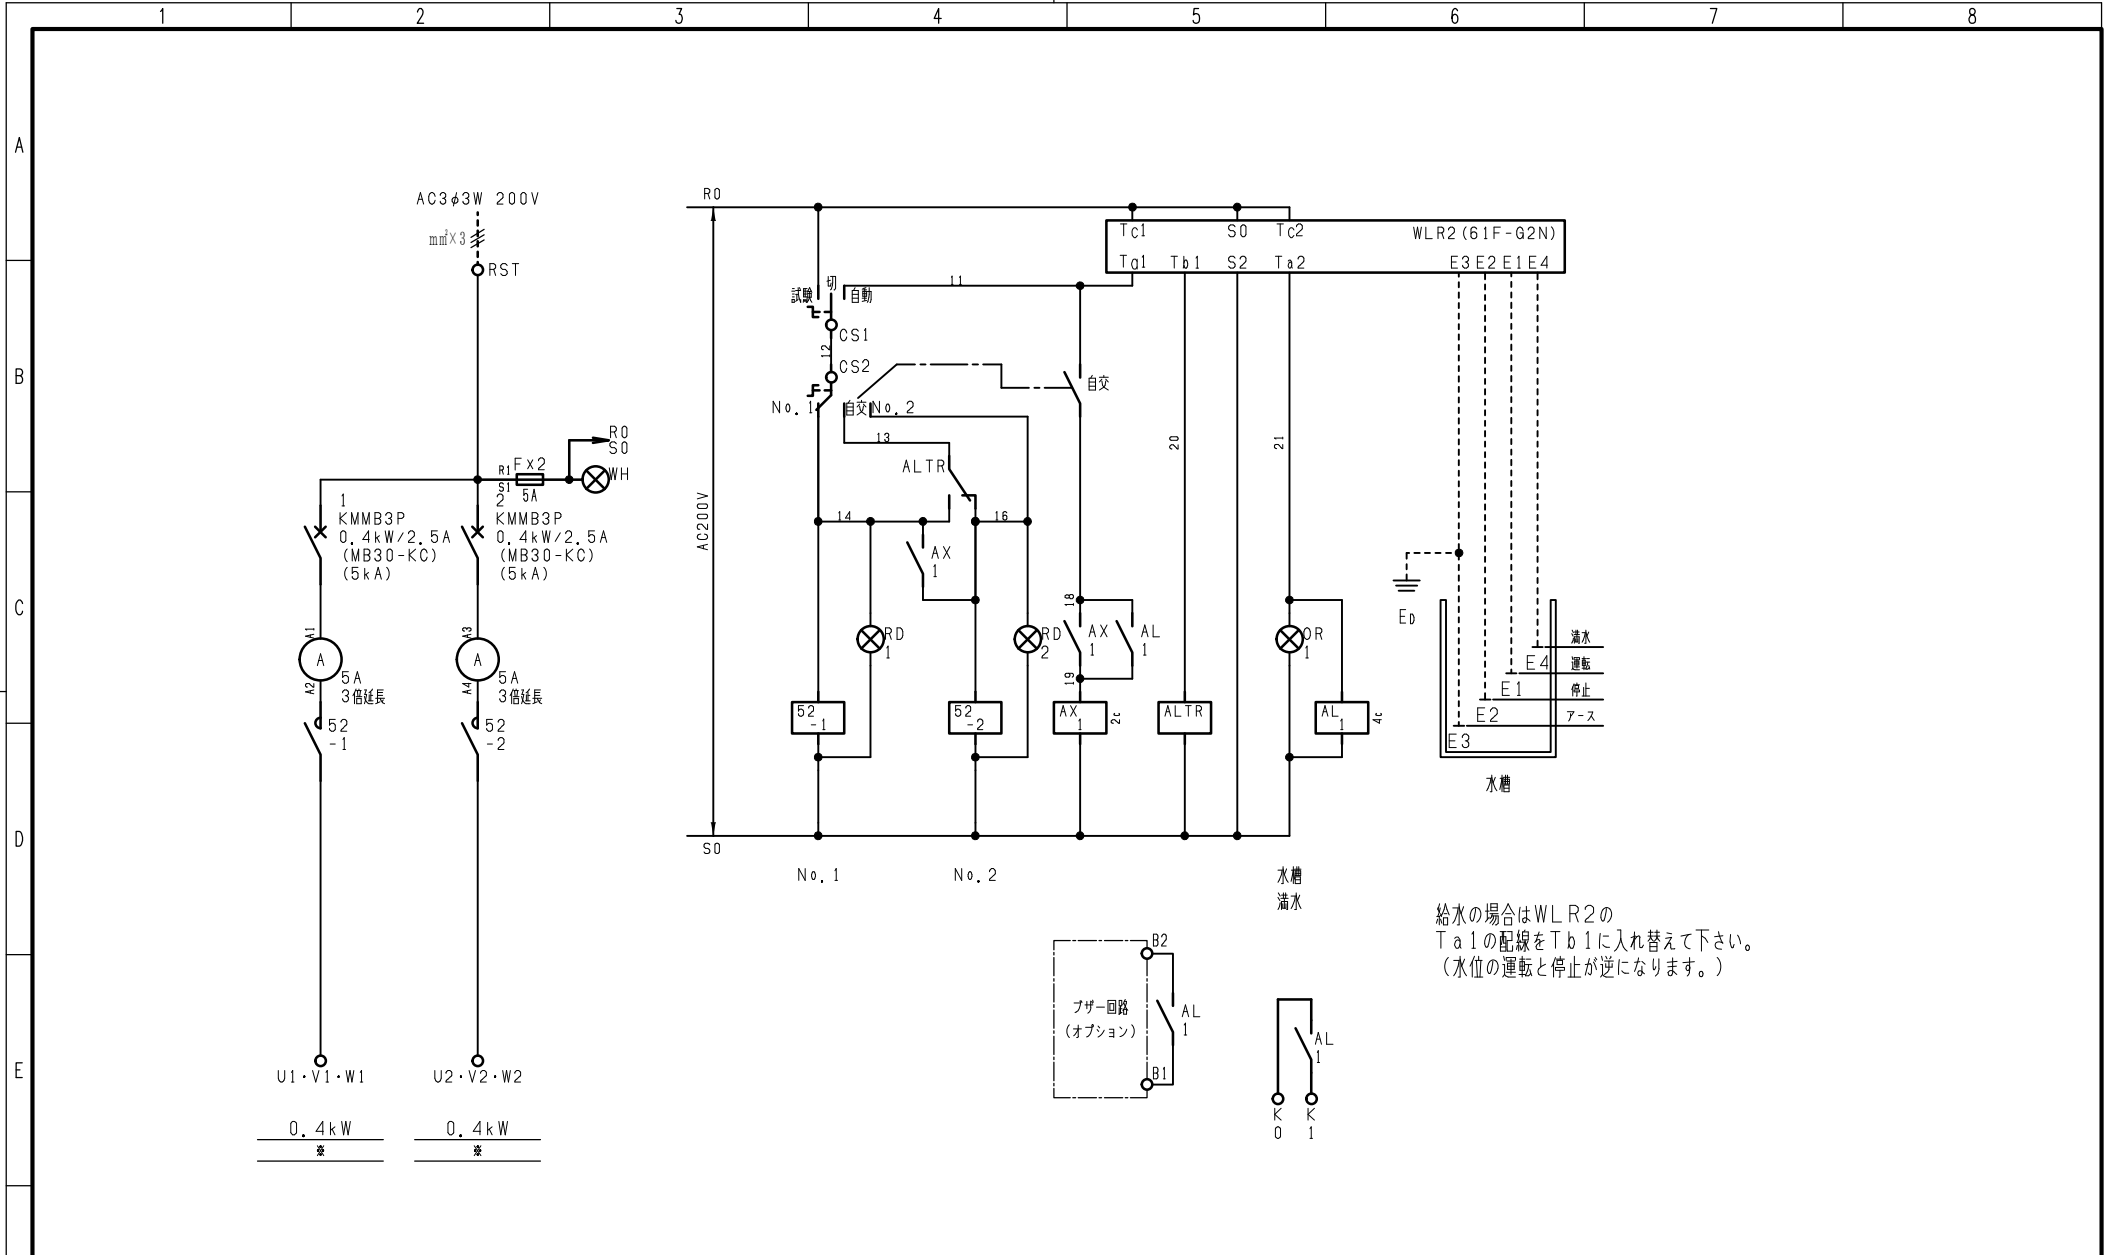 1 2 3 4 5 6 7 8
A
B
C
D
E
AC3φ3W 200V
mm²×3
RST
R0
S0
R1
S1
F×2
5A
WH
1
KMMB3P
0.4kW/2.5A
(MB30-KC)
(5kA)
2
KMMB3P
0.4kW/2.5A
(MB30-KC)
(5kA)
A1
A
A2
5A
3倍延長
A3
A
A4
5A
3倍延長
52
-1
52
-2
U1・V1・W1
U2・V2・W2
0.4kW
※
0.4kW
※
R0
AC200V
S0
試験
切
自動
11
CS1
12
CS2
No.1
自交
No.2
13
ALTR
14
16
AX
1
自交
RD
1
RD
2
18
AX
1
AL
1
19
20
21
OR
1
52
-1
52
-2
AX
1
2c
ALTR
AL
1
4c
No.1
No.2
水槽
満水
Tc1 S0 Tc2 WLR2(61F-G2N)
Ta1 Tb1 S2 Ta2 E3 E2 E1 E4
ED
満水
E4
運転
E1
停止
E2
アース
E3
水槽
給水の場合はWLR2の
Ta1の配線をTb1に入れ替えて下さい。
(水位の運転と停止が逆になります。)
B2
ブザー回路
(オプション)
AL
1
B1
AL
1
K
0
K
1